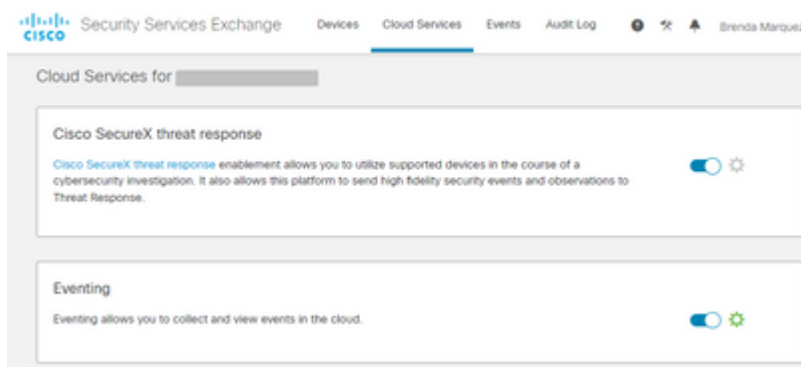 CISCO Security Services Exchange Devices Cloud Services Events Audit Log Brenda Marquez
Cloud Services for
Cisco SecureX threat response
Cisco SecureX threat response enablement allows you to utilize supported devices in the course of a
cybersecurity investigation. It also allows this platform to send high fidelity security events and observations to
Threat Response.
Eventing
Eventing allows you to collect and view events in the cloud.